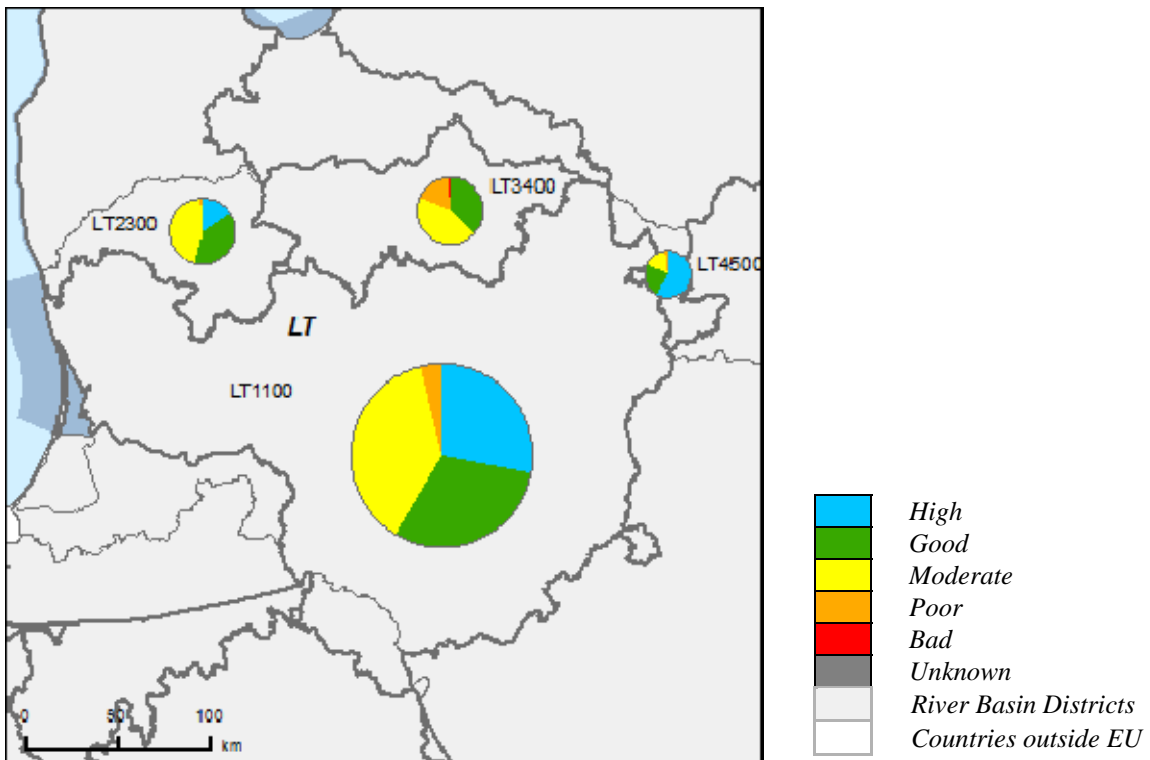 LT3400
LT2300
LT4500
LT
LT1100
0 50 100
km
High
Good
Moderate
Poor
Bad
Unknown
River Basin Districts
Countries outside EU